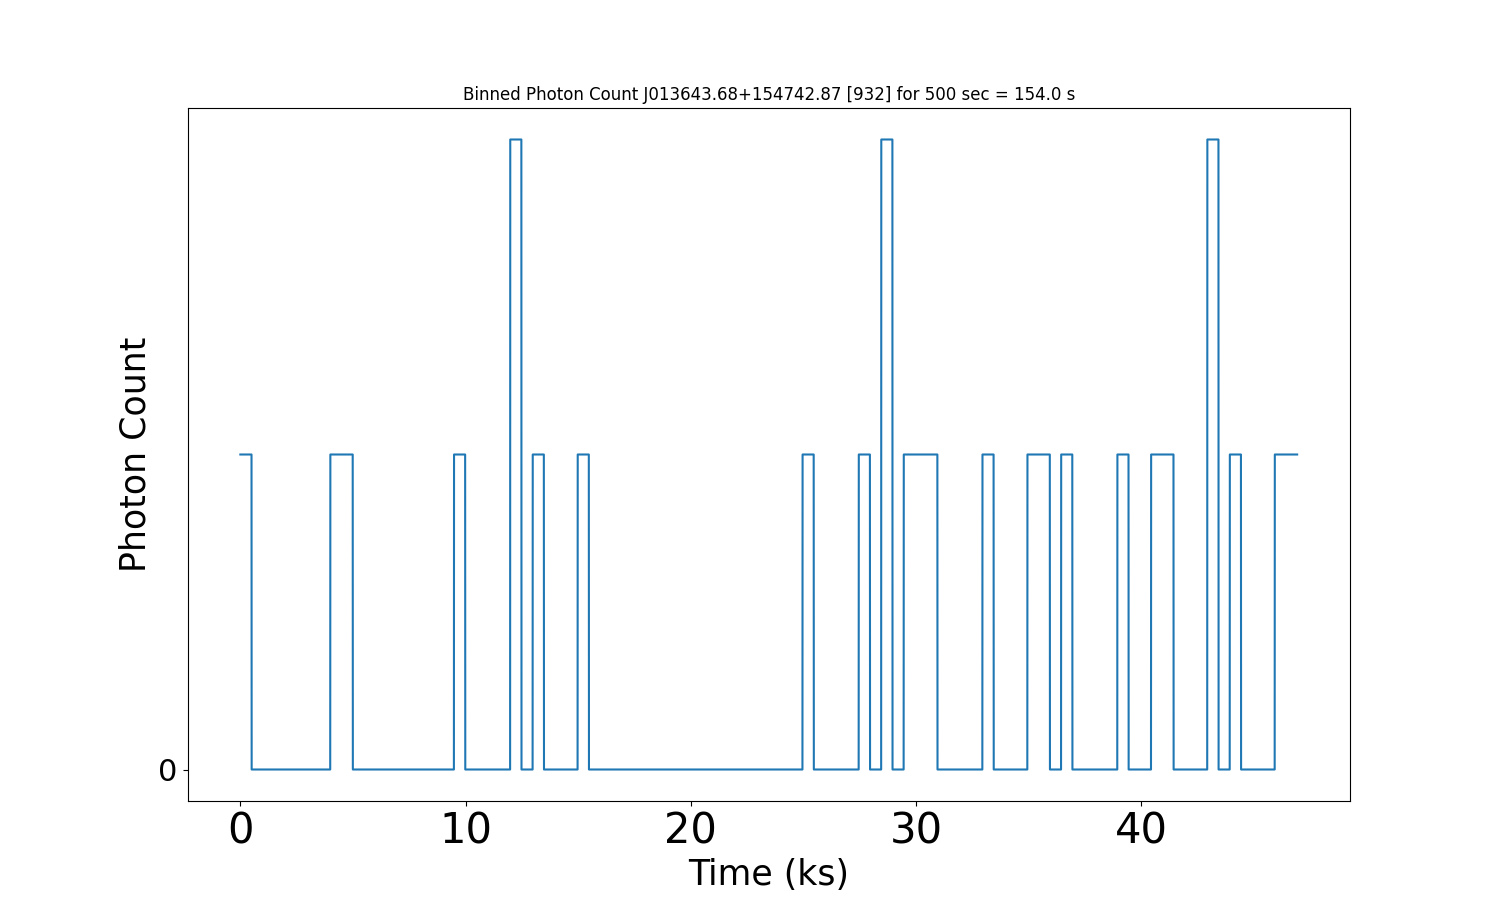 Binned Photon Count J013643.68+154742.87 [932] for 500 sec = 154.0 s
Photon Count
0
0 10 20 30 40
Time (ks)